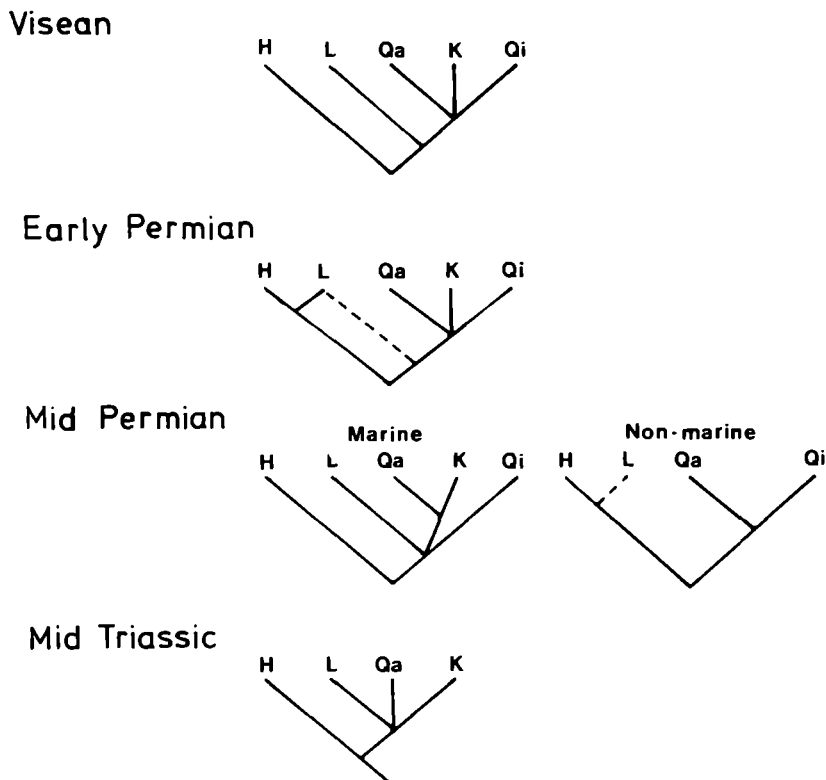 Visean
H L Qa K Qi
Early Permian
H L Qa K Qi
Mid Permian
Marine
H L Qa K Qi
Non-marine
H L Qa Qi
Mid Triassic
H L Qa K